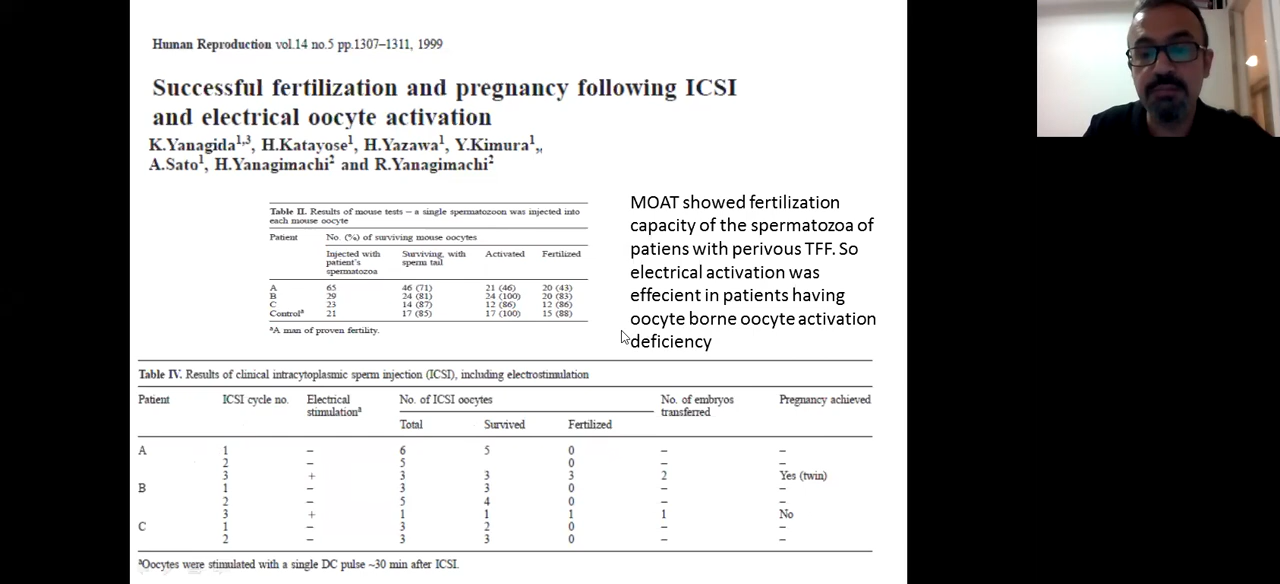 Human Reproduction vol.14 no.5 pp.1307–1311, 1999
Successful fertilization and pregnancy following ICSI
and electrical oocyte activation
K.Yanagida1,3, H.Katayose1, H.Yazawa1, Y.Kimura1,,
A.Sato1, H.Yanagimachi2 and R.Yanagimachi2
Table II. Results of mouse tests – a single spermatozoon was injected into
each mouse oocyte
Patient No. (%) of surviving mouse oocytes
Injected with Surviving, with Activated Fertilized
patient's sperm tail
spermatozoa
A 65 46 (71) 21 (46) 20 (43)
B 29 24 (81) 24 (100) 20 (83)
C 23 14 (87) 12 (86) 12 (86)
Controla 21 17 (85) 17 (100) 15 (88)
aA man of proven fertility.
MOAT showed fertilization
capacity of the spermatozoa of
patiens with perivous TFF. So
electrical activation was
effecient in patients having
oocyte borne oocyte activation
deficiency
Table IV. Results of clinical intracytoplasmic sperm injection (ICSI), including electrostimulation
Patient ICSI cycle no. Electrical No. of ICSI oocytes No. of embryos Pregnancy achieved
stimulationa transferred
Total Survived Fertilized
A 1 – 6 5 0 – –
2 – 5 0 – –
3 + 3 3 3 2 Yes (twin)
B 1 – 3 3 0 – –
2 – 5 4 0 – –
3 + 1 1 1 1 No
C 1 – 3 2 0 – –
2 – 3 3 0 – –
aOocytes were stimulated with a single DC pulse ~30 min after ICSI.